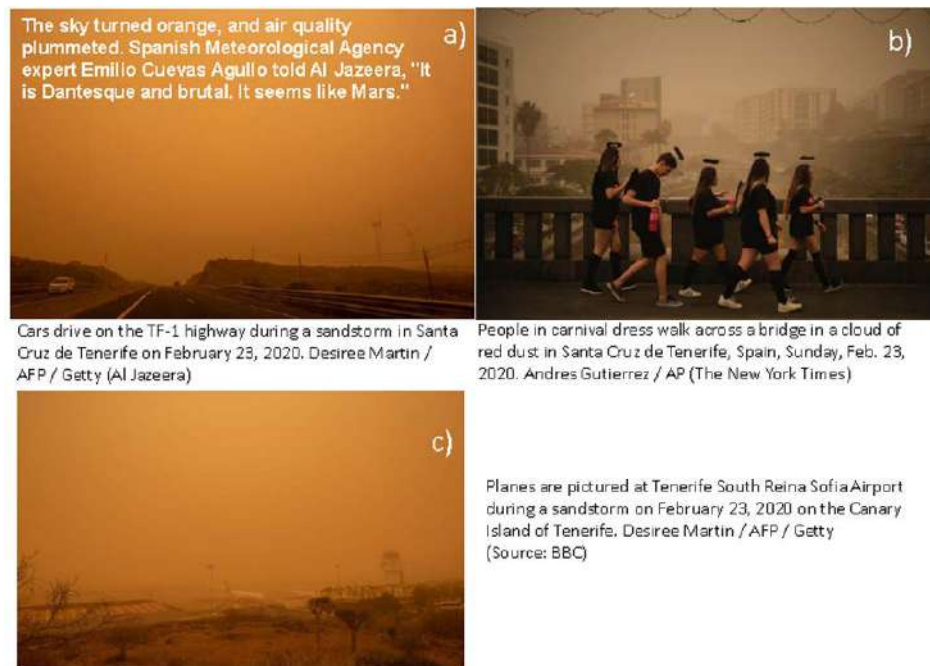 The sky turned orange, and air quality
plummeted. Spanish Meteorological Agency
expert Emilio Cuevas Agullo told Al Jazeera, "It
is Dantesque and brutal. It seems like Mars."
a)
b)
Cars drive on the TF-1 highway during a sandstorm in Santa
Cruz de Tenerife on February 23, 2020. Desiree Martin /
AFP / Getty (Al Jazeera)
People in carnival dress walk across a bridge in a cloud of
red dust in Santa Cruz de Tenerife, Spain, Sunday, Feb. 23,
2020. Andres Gutierrez / AP (The New York Times)
c)
Planes are pictured at Tenerife South Reina Sofia Airport
during a sandstorm on February 23, 2020 on the Canary
Island of Tenerife. Desiree Martin / AFP / Getty
(Source: BBC)